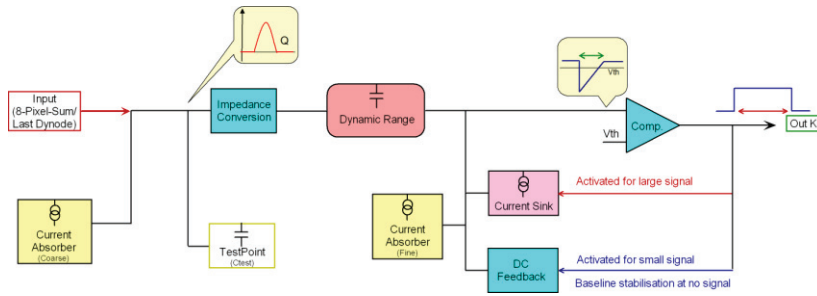 Q
Input
(8-Pixel-Sum/
Last Dynode)
Impedance
Conversion
Dynamic Range
Vth
Vth
Comp.
Out K
Current
Absorber
(Coarse)
TestPoint
(Ctest)
Current
Absorber
(Fine)
Current Sink
Activated for large signal
DC
Feedback
Activated for small signal
Baseline stabilisation at no signal